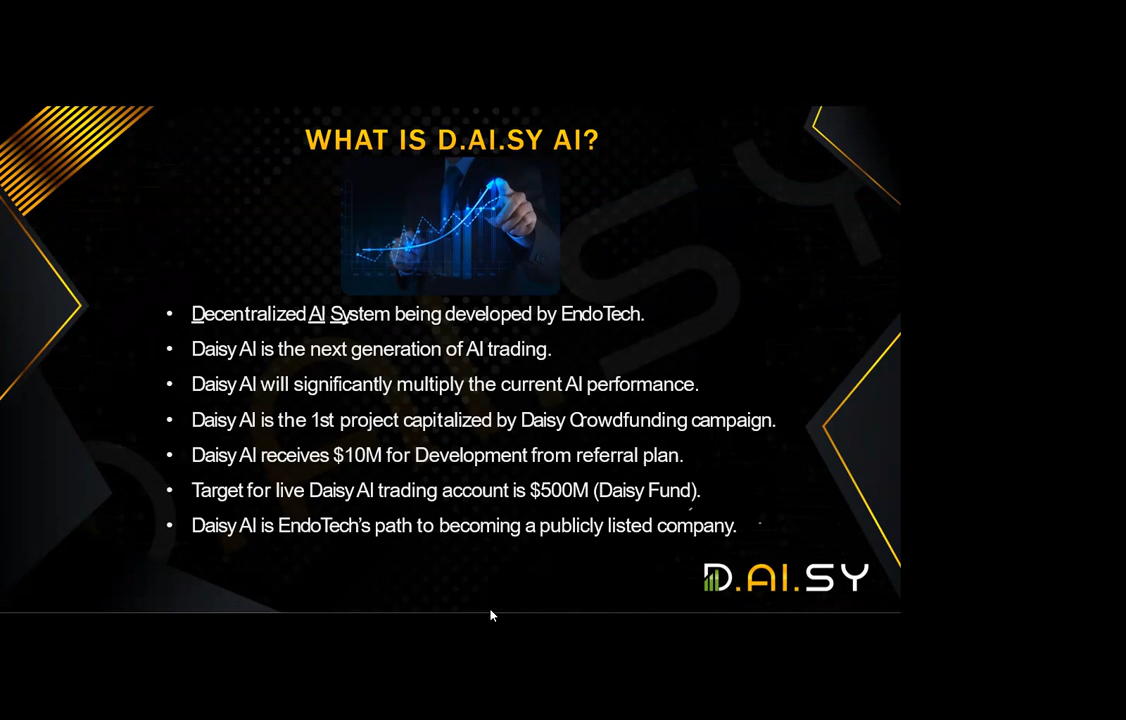 WHAT IS D.AI.SY AI?
• Decentralized AI System being developed by EndoTech.
• Daisy AI is the next generation of AI trading.
• Daisy AI will significantly multiply the current AI performance.
• Daisy AI is the 1st project capitalized by Daisy Crowdfunding campaign.
• Daisy AI receives $10M for Development from referral plan.
• Target for live Daisy AI trading account is $500M (Daisy Fund).
• Daisy AI is EndoTech's path to becoming a publicly listed company.
D.AI.SY